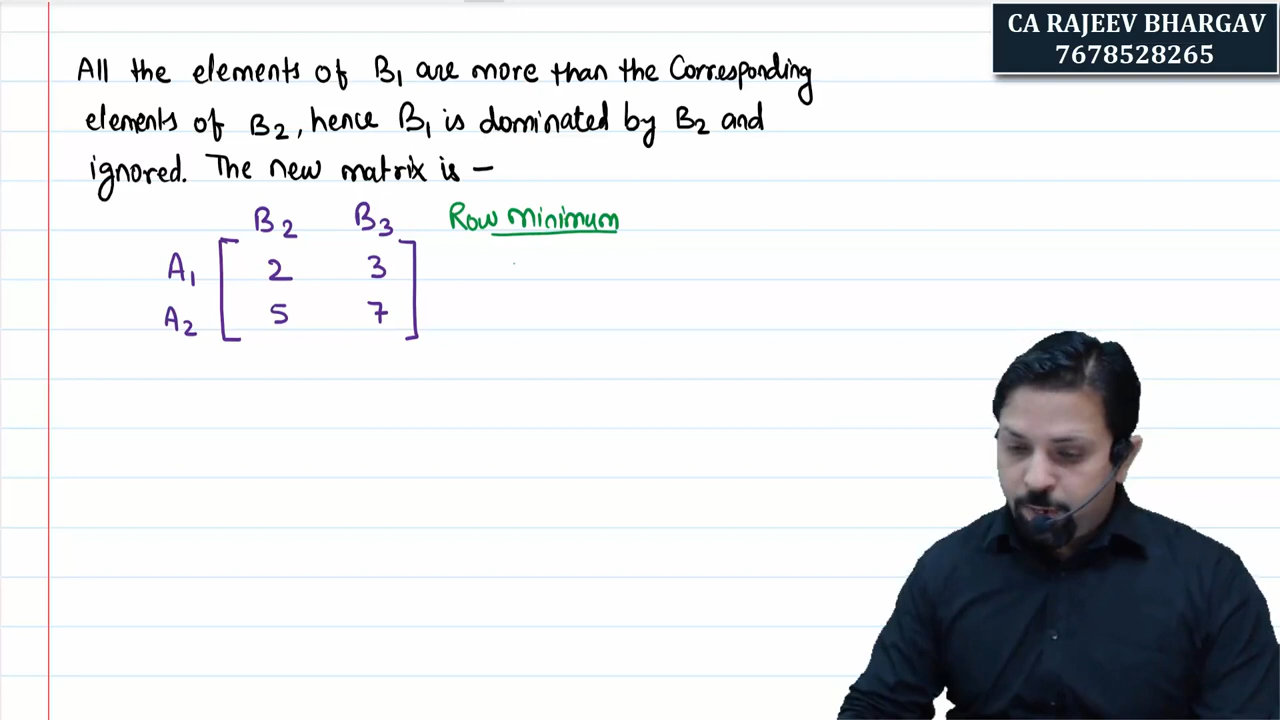 CA RAJEEV BHARGAV
7678528265
All the elements of B₁ are more than the Corresponding
elements of B₂, hence B₁ is dominated by B₂ and
ignored. The new matrix is –
B₂ B₃ Row minimum
A₁ 2 3
A₂ 5 7